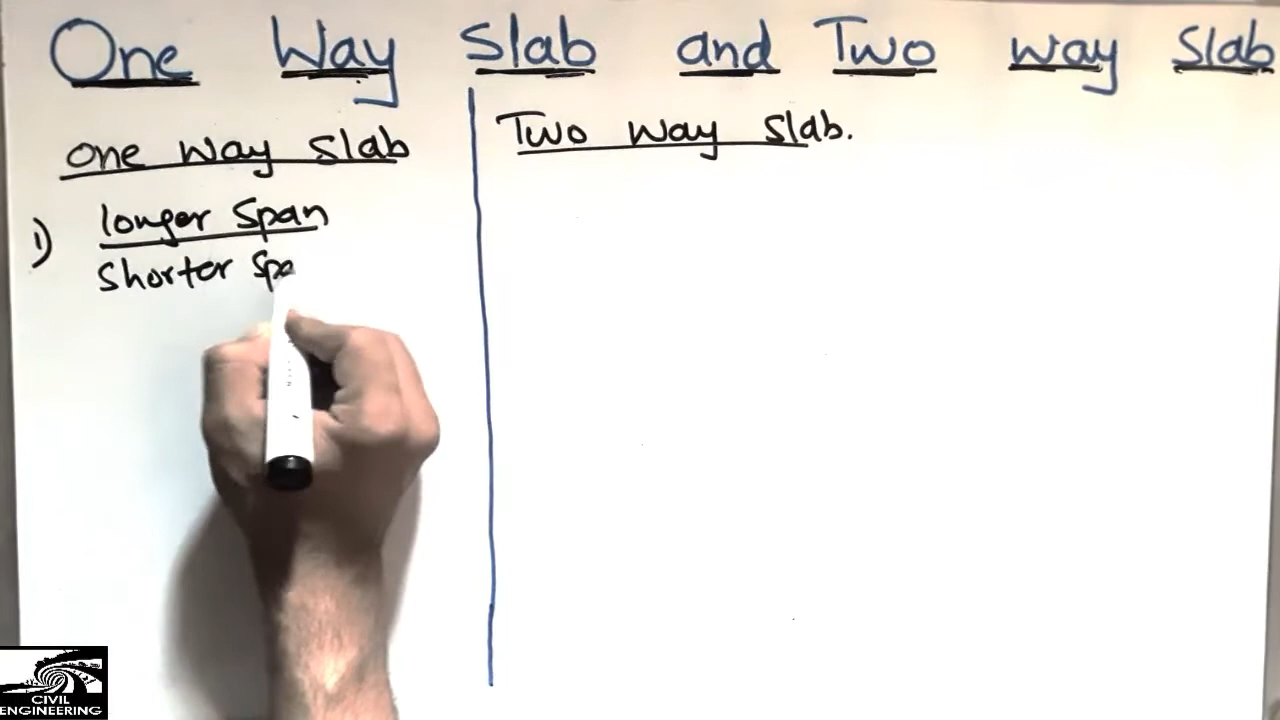 One Way Slab and Two way Slab
one way slab
1) longer Span
Shorter Spa
Two way slab.
CIVIL
ENGINEERING